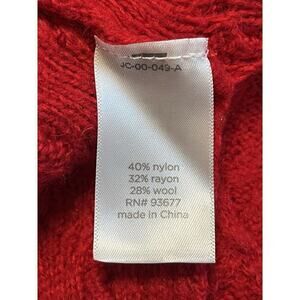 JC-00-049-A
40% nylon
32% rayon
28% wool
RN# 93677
made in China